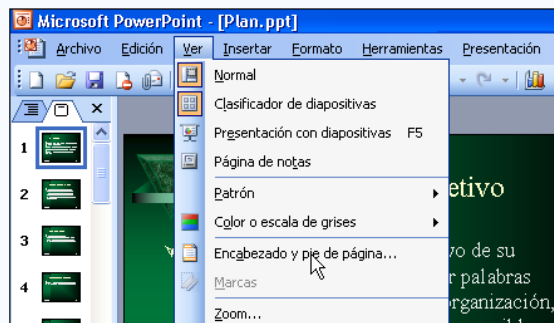 Microsoft PowerPoint - [Plan.ppt]
Archivo Edición Ver Insertar Formato Herramientas Presentación
Normal
Clasificador de diapositivas
Presentación con diapositivas F5
Página de notas
Patrón
Color o escala de grises
Encabezado y pie de página...
Marcas
Zoom...
1
2
3
4
etivo
vo de su
r palabras
organización,